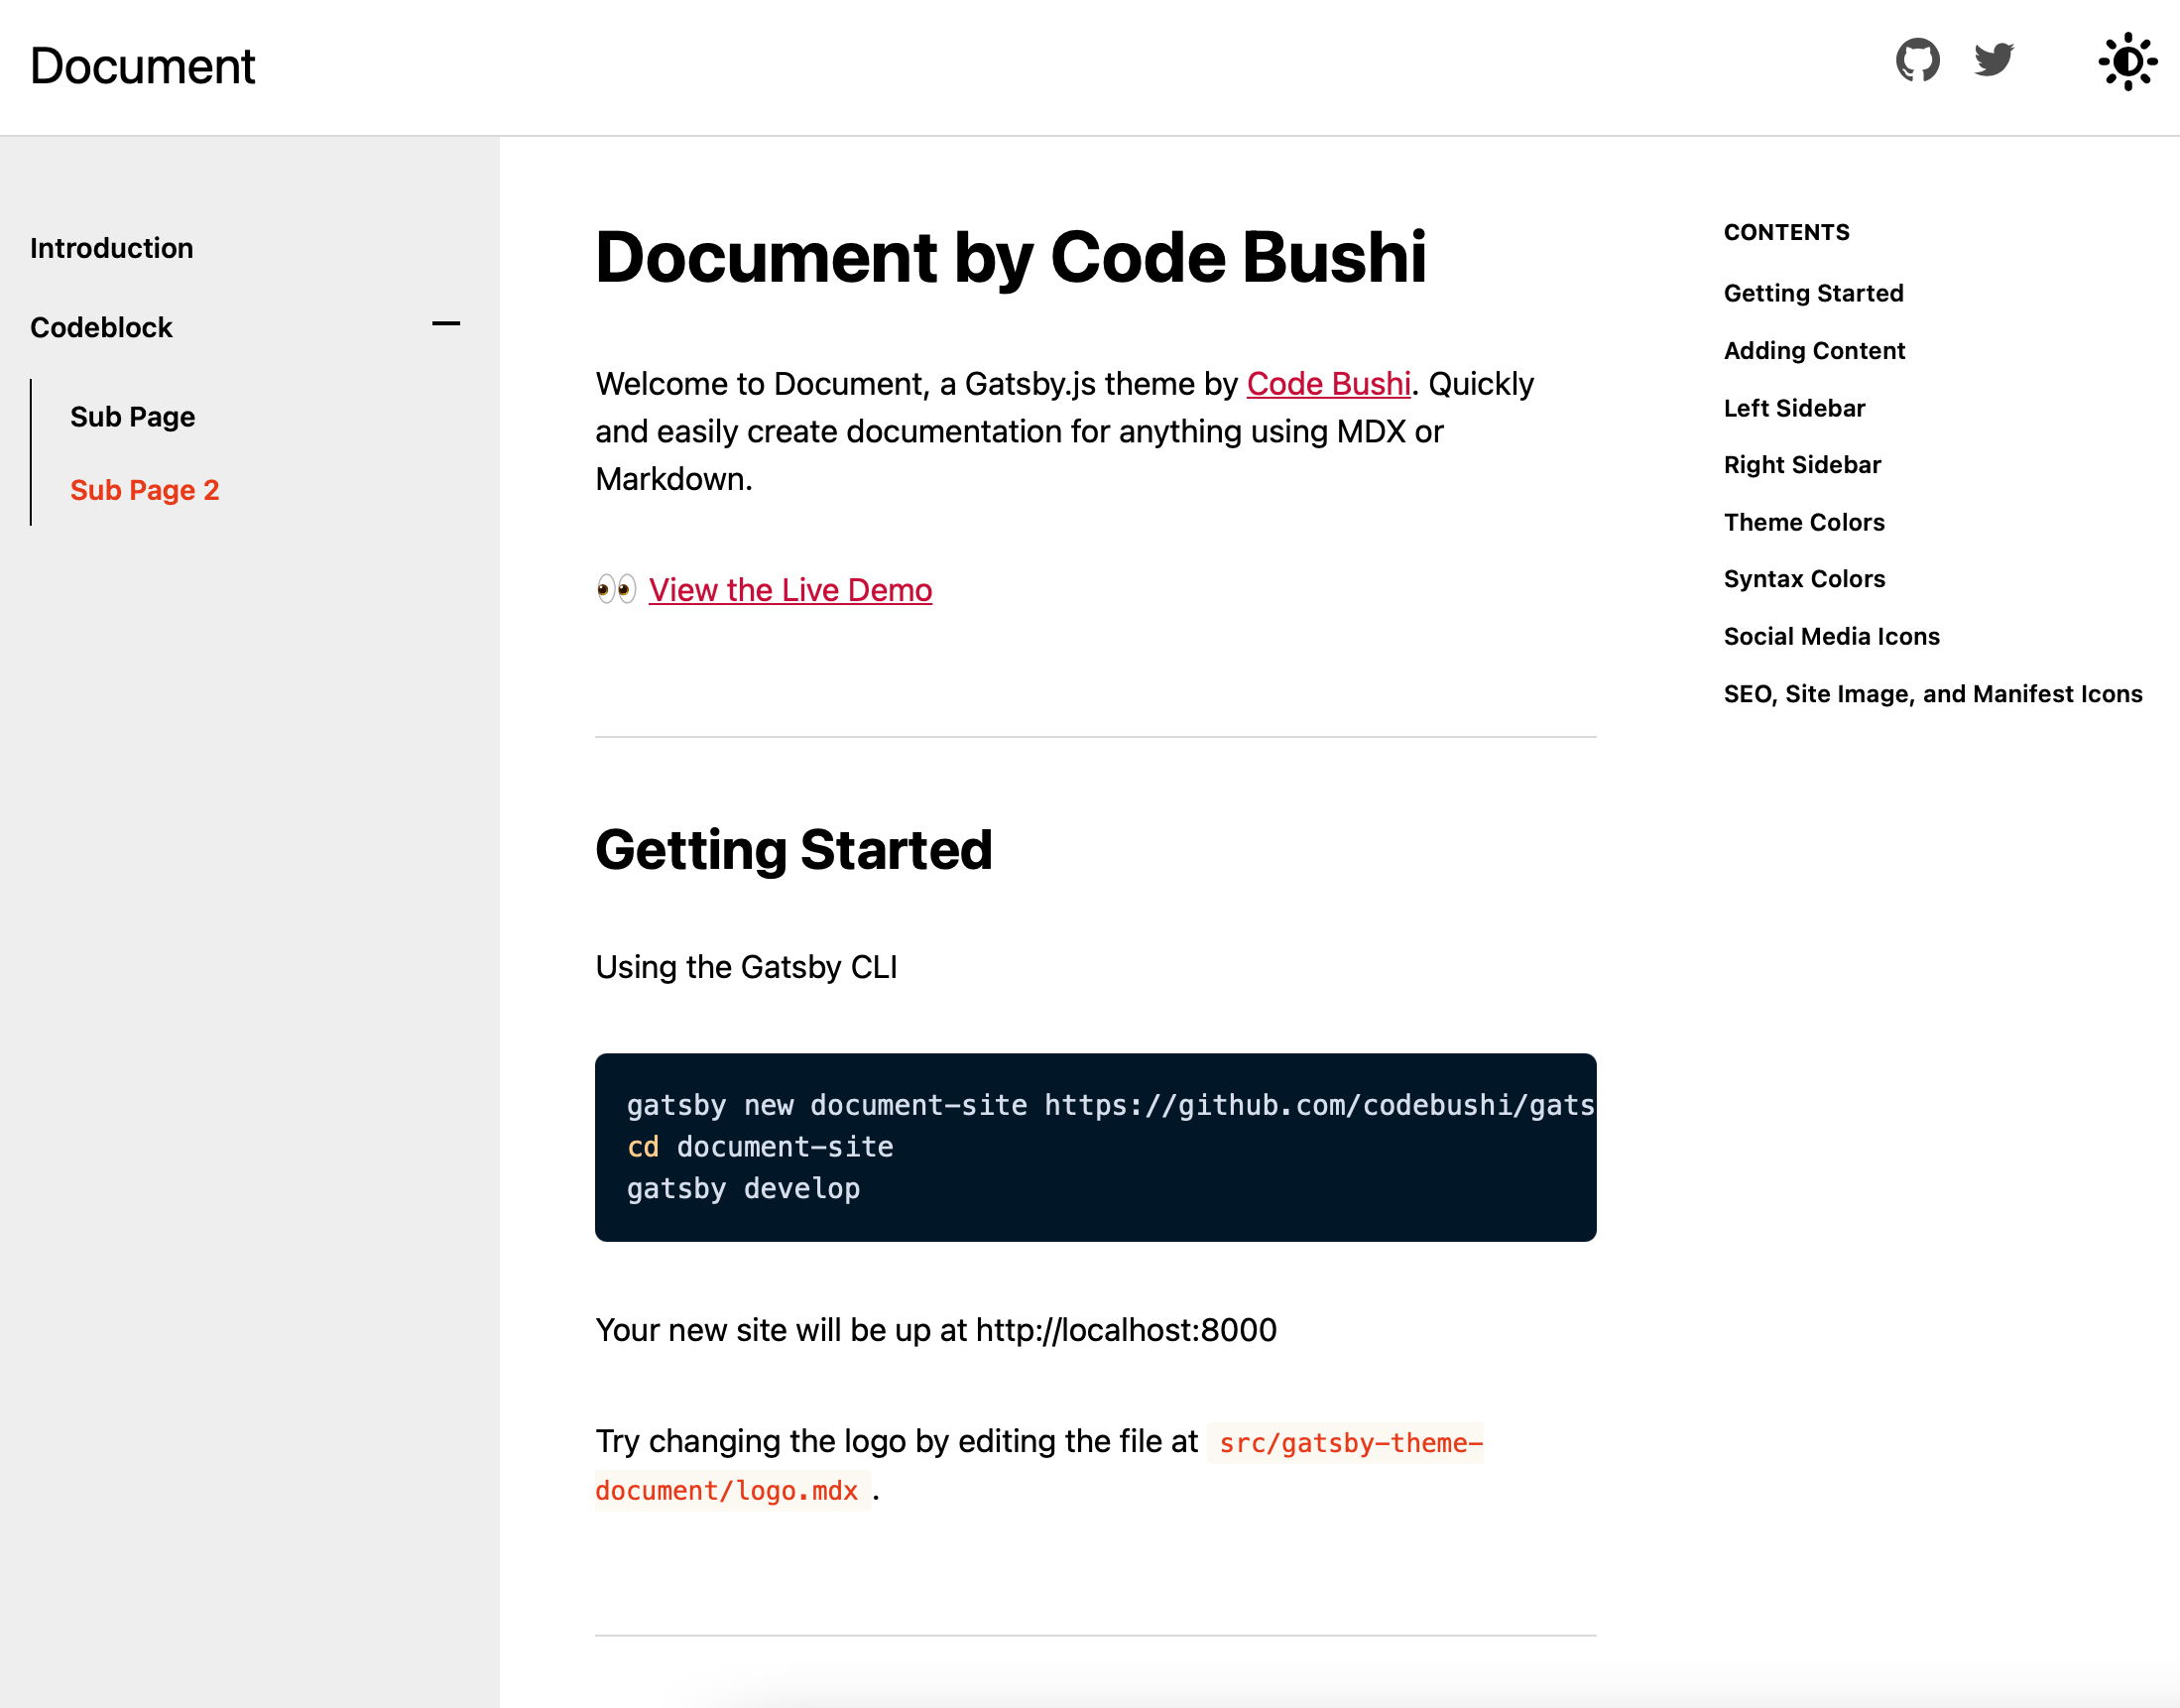 Document
Introduction
Codeblock
Sub Page
Sub Page 2
Document by Code Bushi
Welcome to Document, a Gatsby.js theme by Code Bushi. Quickly
and easily create documentation for anything using MDX or
Markdown.
👀 View the Live Demo
Getting Started
Using the Gatsby CLI
gatsby new document-site https://github.com/codebushi/gats
cd document-site
gatsby develop
Your new site will be up at http://localhost:8000
Try changing the logo by editing the file at src/gatsby-theme-
document/logo.mdx .
CONTENTS
Getting Started
Adding Content
Left Sidebar
Right Sidebar
Theme Colors
Syntax Colors
Social Media Icons
SEO, Site Image, and Manifest Icons